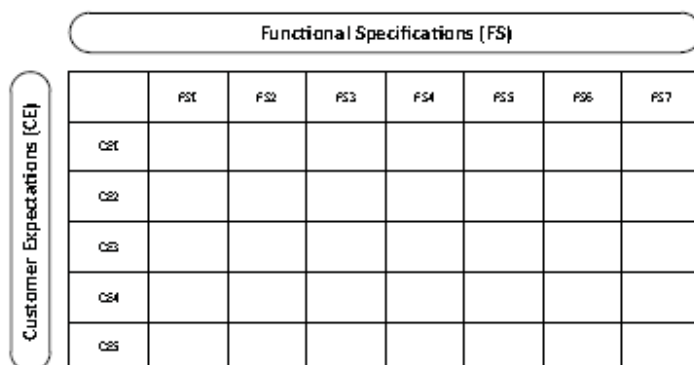 Functional Specifications (FS)
Customer Expectations (CE)
FS1 FS2 FS3 FS4 FS5 FS6 FS7
CE1
CE2
CE3
CE4
CE5